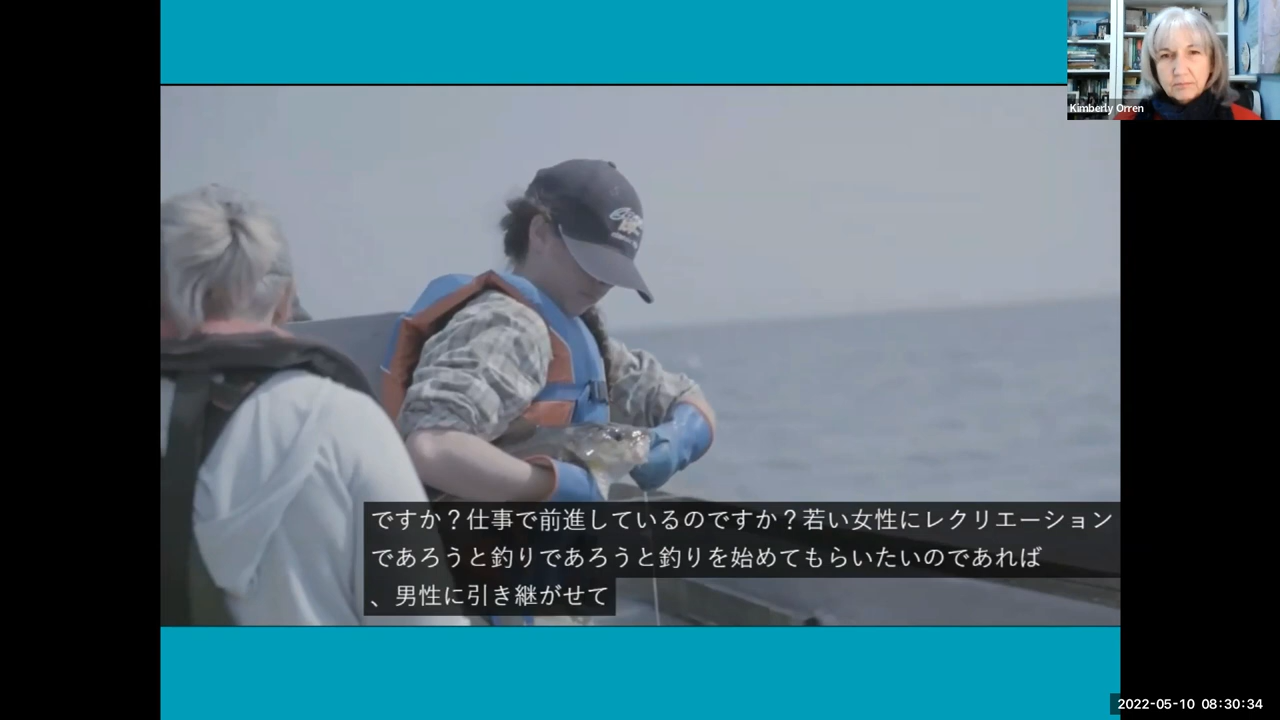 Kimberly Orren
ですか?仕事で前進しているのですか?若い女性にレクリエーション
であろうと釣りであろうと釣りを始めてもらいたいのであれば
、男性に引き継がせて
2022-05-10 08:30:34